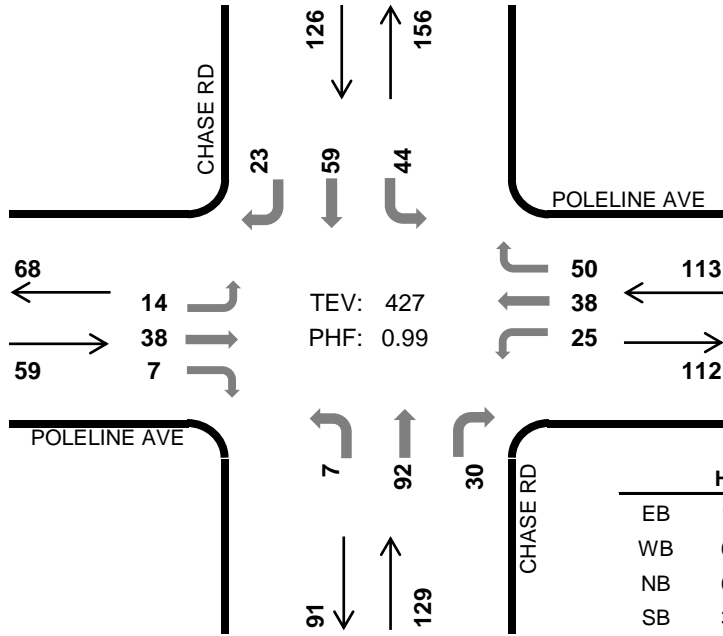 126
156
CHASE RD
23
59
44
POLELINE AVE
68
14
38
7
59
TEV: 427
PHF: 0.99
50
38
25
113
112
POLELINE AVE
7
92
30
CHASE RD
91
129
EB
WB
NB
SB